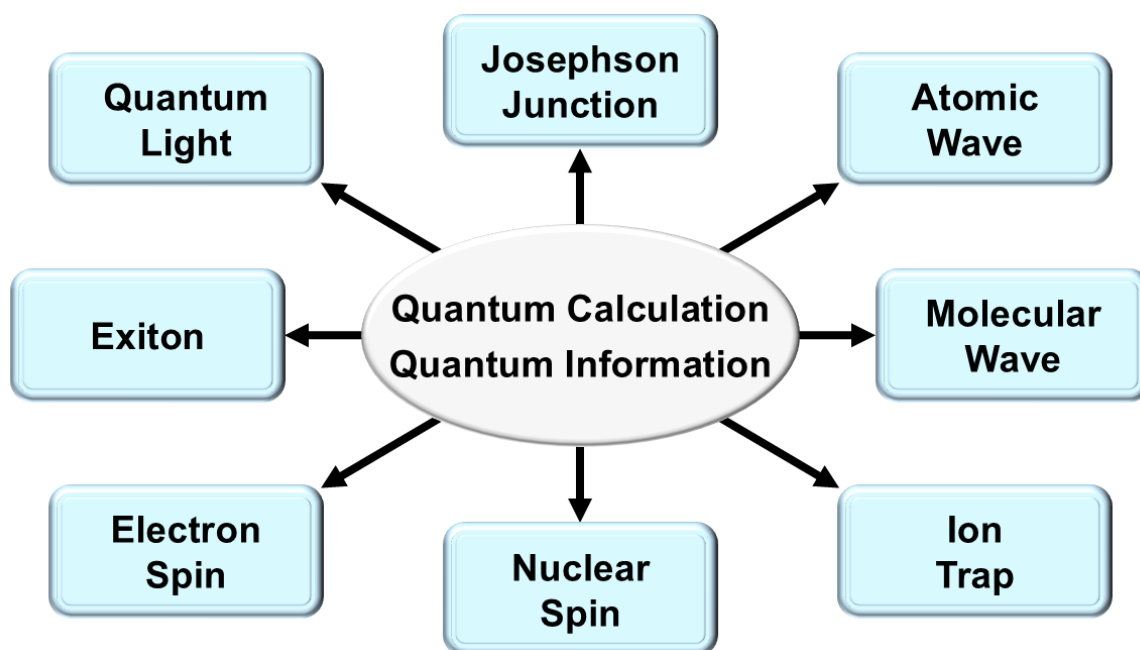 Quantum
Light
Josephson
Junction
Atomic
Wave
Exiton
Quantum Calculation
Quantum Information
Molecular
Wave
Electron
Spin
Nuclear
Spin
Ion
Trap